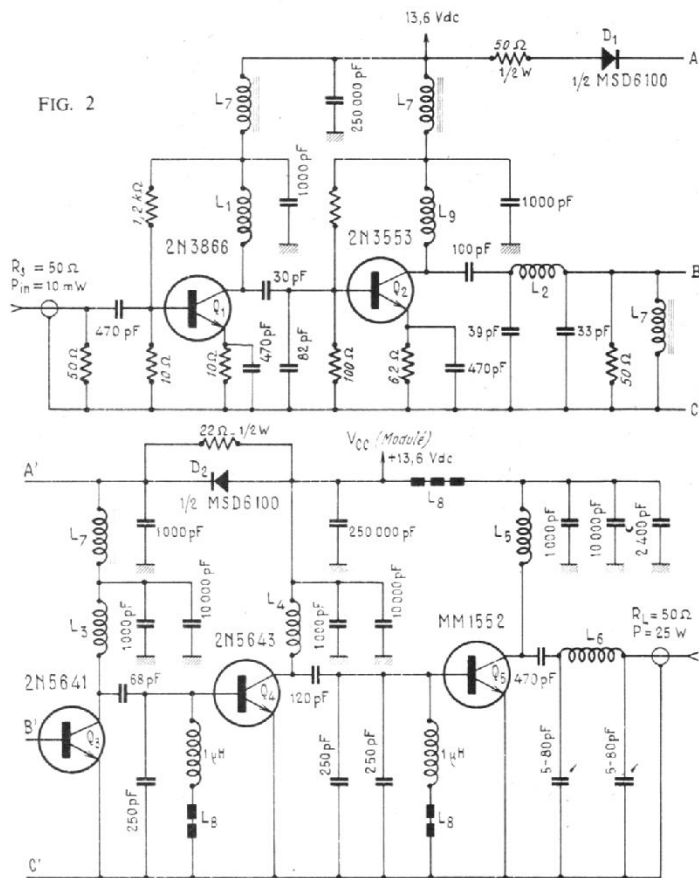 FIG. 2
13,6 Vdc
50 Ω
1/2 W
D1
1/2 MSD6100
A
L7
250 000 pF
L7
1,2 kΩ
L1
1000 pF
L9
1000 pF
2N3866
2N3553
RS = 50 Ω
Pin = 10 mW
470 pF
Q1
30 pF
Q2
100 pF
L2
B
50 Ω
10 Ω
10 Ω
470 pF
82 pF
100 Ω
6,2 Ω
470 pF
39 pF
33 pF
50 Ω
L7
C
22 Ω - 1/2 W
A'
D2
1/2 MSD6100
VCC (Modulé)
+13,6 Vdc
L8
L7
1000 pF
250 000 pF
L5
1000 pF
10 000 pF
2 400 pF
L3
1000 pF
10 000 pF
L4
1000 pF
10 000 pF
2N5641
2N5643
MM1552
L6
RL = 50 Ω
P = 25 W
68 pF
Q4
120 pF
Q5
470 pF
B'
Q3
250 pF
1 µH
L8
250 pF
250 pF
1 µH
L8
5-80 pF
5-80 pF
C'